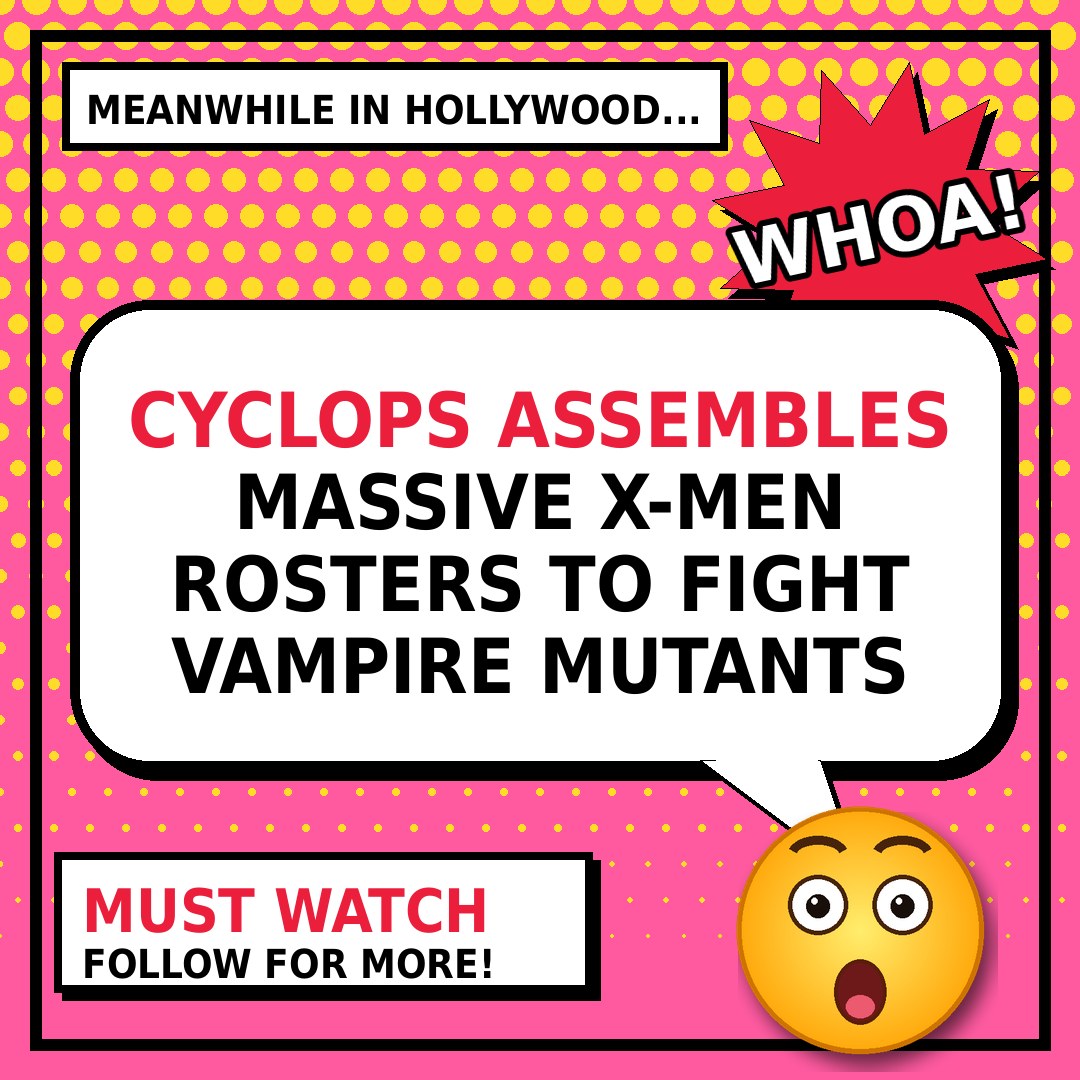 MEANWHILE IN HOLLYWOOD...
WHOA!
CYCLOPS ASSEMBLES
MASSIVE X-MEN
ROSTERS TO FIGHT
VAMPIRE MUTANTS
MUST WATCH
FOLLOW FOR MORE!